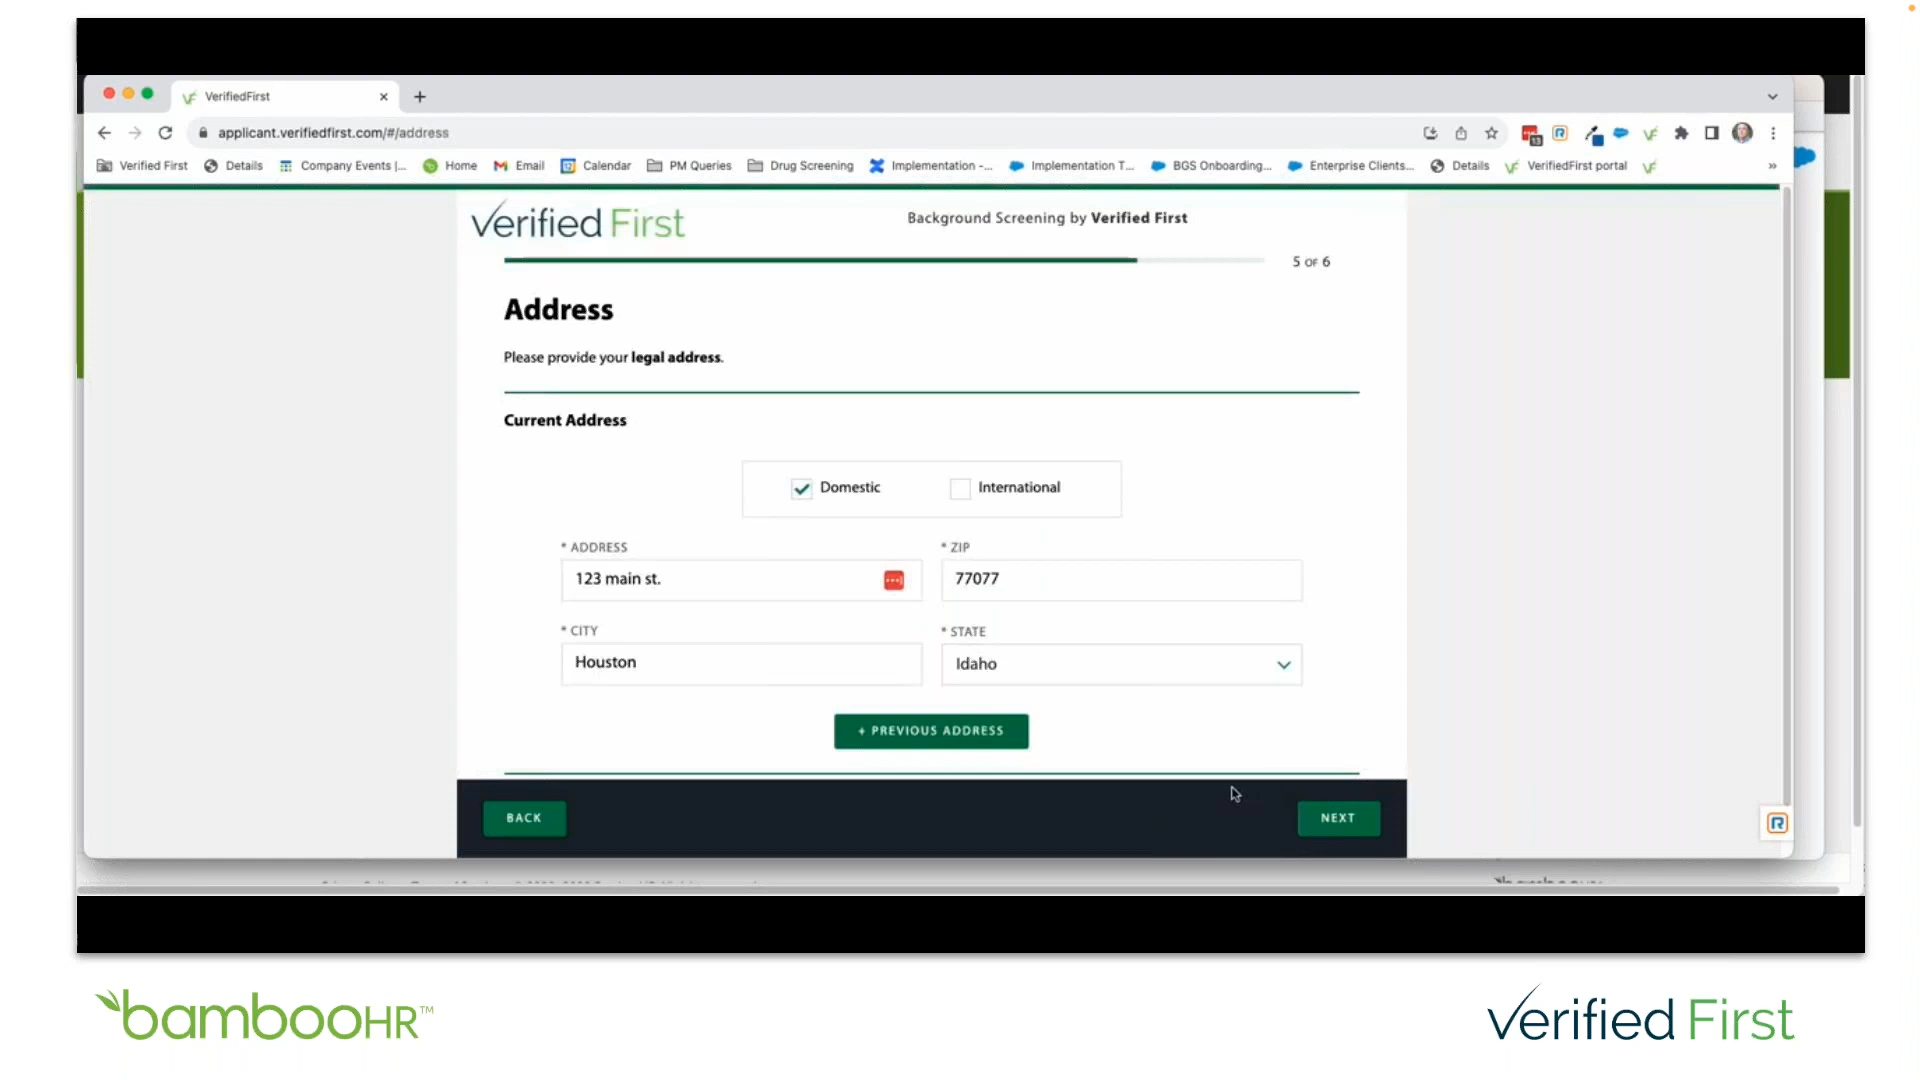 VerifiedFirst
applicant.verifiedfirst.com/#/address
13
Verified First
Details
Company Events |...
Home
Email
Calendar
PM Queries
Drug Screening
Implementation -...
Implementation T...
BGS Onboarding...
Enterprise Clients...
Details
VerifiedFirst portal
»
Verified First
Background Screening by Verified First
5 OF 6
Address
Please provide your legal address.
Current Address
Domestic
International
* ADDRESS
* ZIP
123 main st.
77077
* CITY
* STATE
Houston
Idaho
+ PREVIOUS ADDRESS
BACK
NEXT
bambooHR™
Verified First